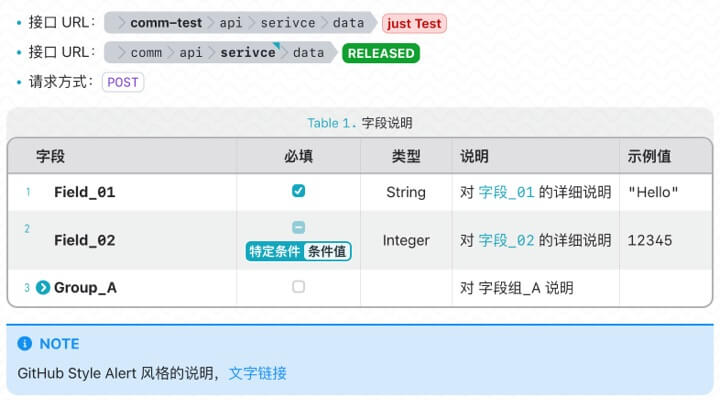 接口 URL： comm-test api serivce data just Test
接口 URL： comm api serivce data RELEASED
请求方式： POST
Table 1. 字段说明
字段 必填 类型 说明 示例值
1 Field_01 String 对 字段_01 的详细说明 "Hello"
2 Field_02 特定条件 条件值 Integer 对 字段_02 的详细说明 12345
3 Group_A 对 字段组_A 说明
NOTE
GitHub Style Alert 风格的说明，文字链接